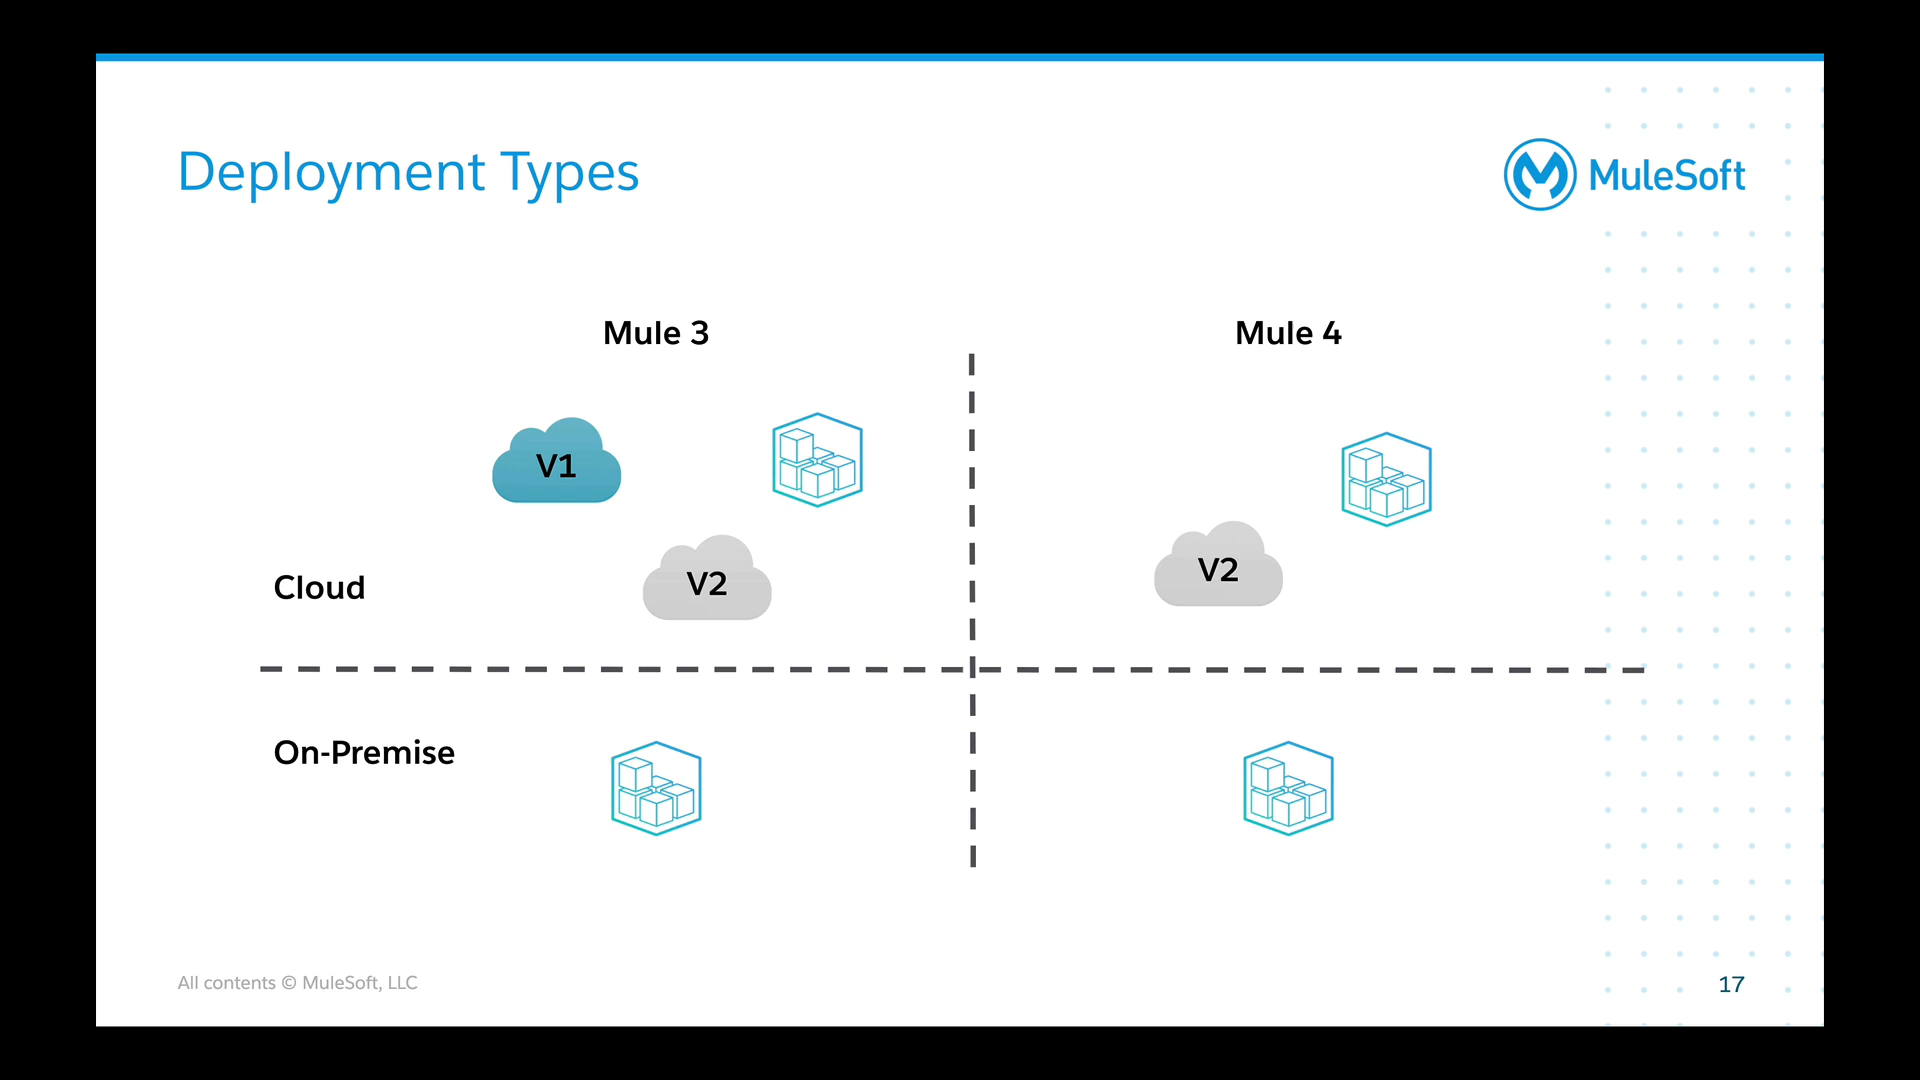 Deployment Types
MuleSoft
Mule 3
Mule 4
V1
V2
V2
Cloud
On-Premise
All contents © MuleSoft, LLC
17